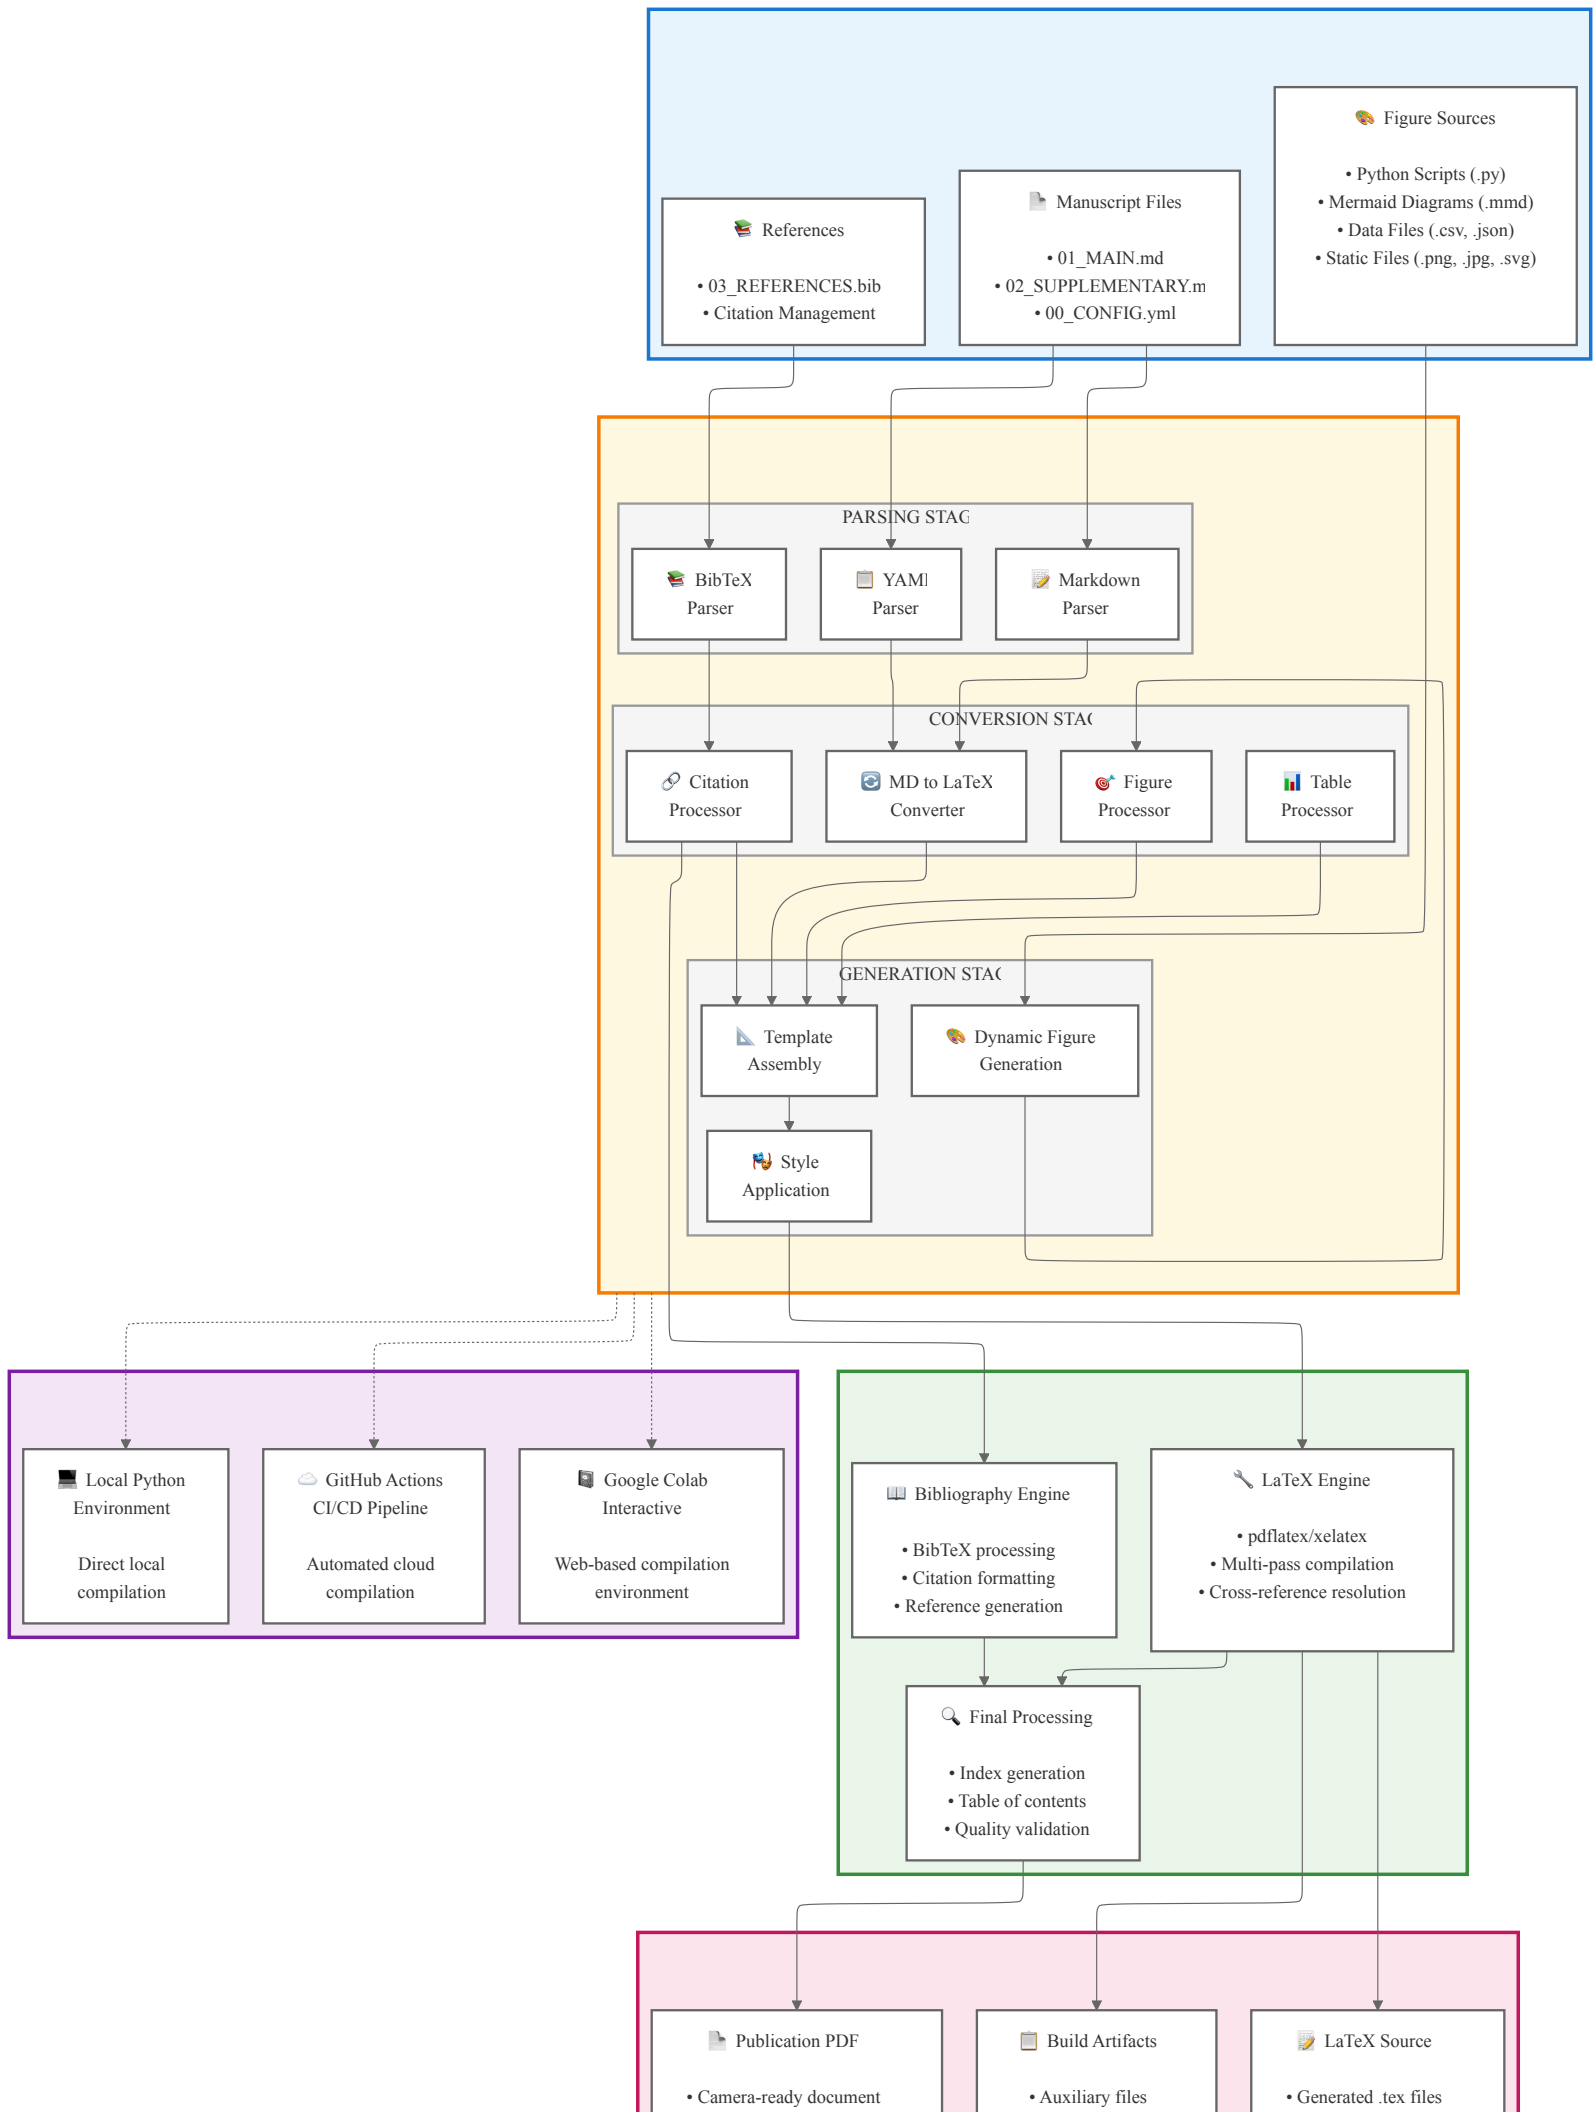 Figure Sources
• Python Scripts (.py)
• Mermaid Diagrams (.mmd)
• Data Files (.csv, .json)
• Static Files (.png, .jpg, .svg)
Manuscript Files
• 01_MAIN.md
• 02_SUPPLEMENTARY.m
• 00_CONFIG.yml
References
• 03_REFERENCES.bib
• Citation Management
PARSING STAG
BibTeX
Parser
YAML
Parser
Markdown
Parser
CONVERSION STAG
Citation
Processor
MD to LaTeX
Converter
Figure
Processor
Table
Processor
GENERATION STAG
Template
Assembly
Dynamic Figure
Generation
Style
Application
Local Python
Environment
Direct local
compilation
GitHub Actions
CI/CD Pipeline
Automated cloud
compilation
Google Colab
Interactive
Web-based compilation
environment
Bibliography Engine
• BibTeX processing
• Citation formatting
• Reference generation
LaTeX Engine
• pdflatex/xelatex
• Multi-pass compilation
• Cross-reference resolution
Final Processing
• Index generation
• Table of contents
• Quality validation
Publication PDF
• Camera-ready document
Build Artifacts
• Auxiliary files
LaTeX Source
• Generated .tex files